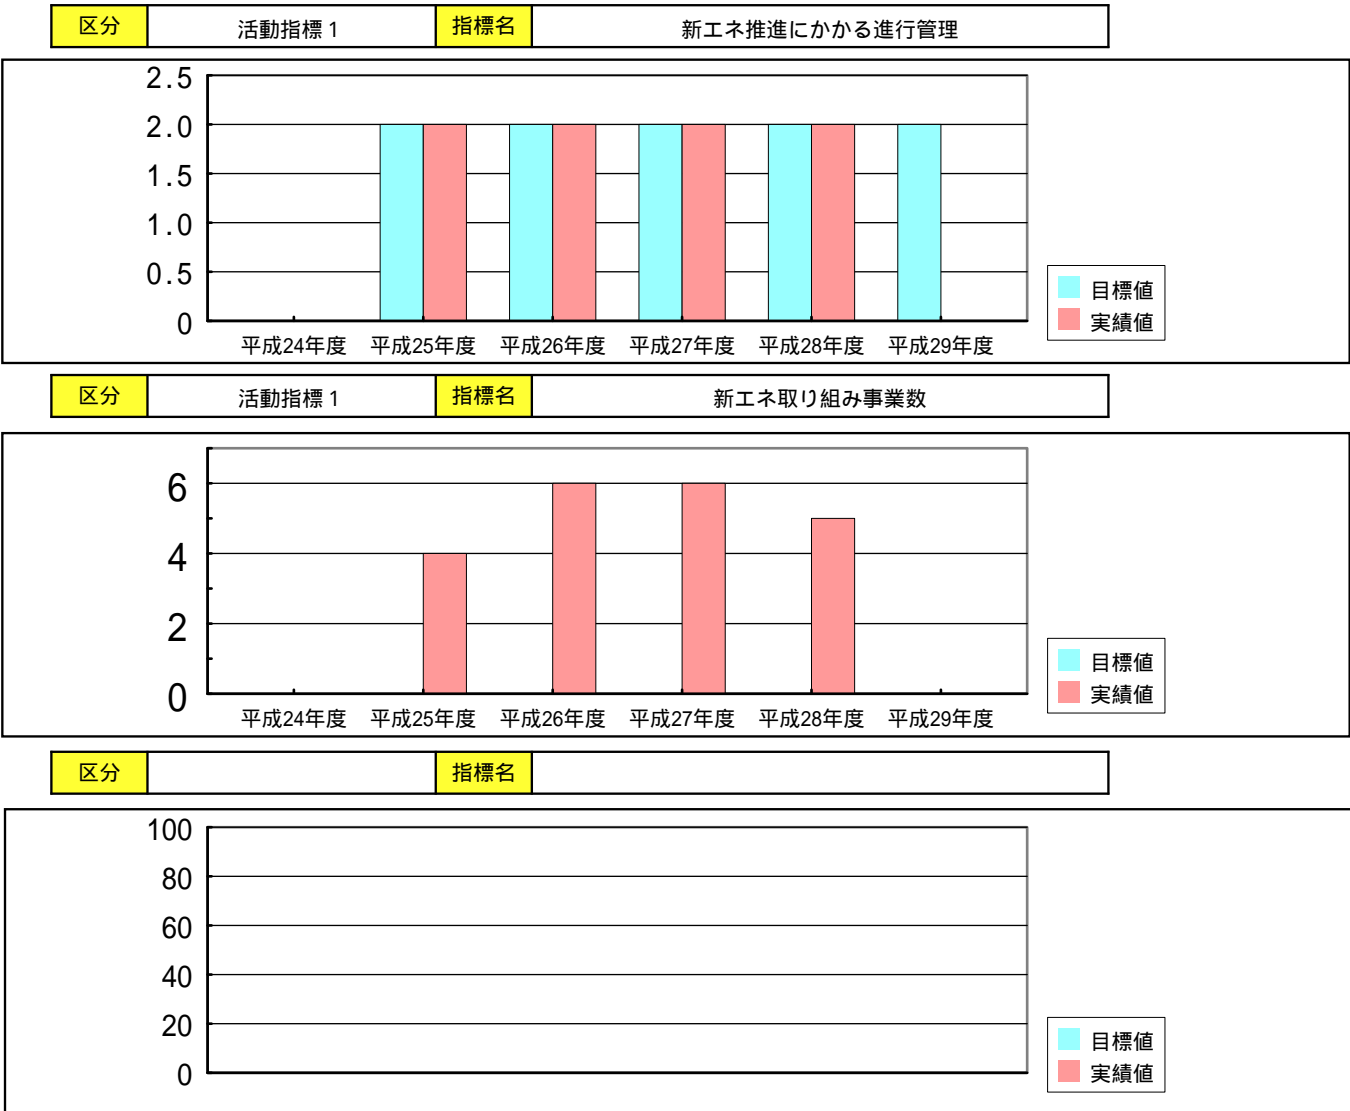 区分 活動指標1 指標名 新エネ推進にかかる進行管理
2.5
2.0
1.5
1.0
0.5
0
平成24年度 平成25年度 平成26年度 平成27年度 平成28年度 平成29年度
目標値
実績値
区分 活動指標1 指標名 新エネ取り組み事業数
6
4
2
0
平成24年度 平成25年度 平成26年度 平成27年度 平成28年度 平成29年度
目標値
実績値
区分 指標名
100
80
60
40
20
0
目標値
実績値